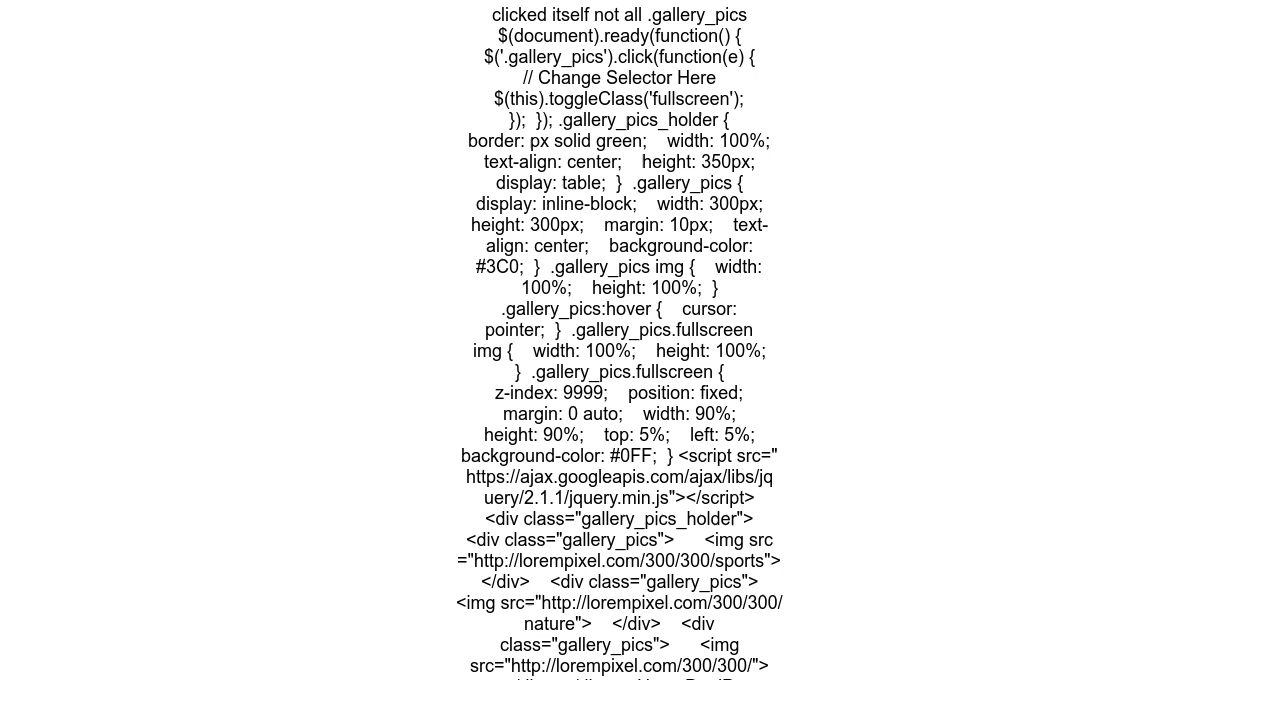 clicked itself not all .gallery_pics
$(document).ready(function() {
$('.gallery_pics').click(function(e) {
// Change Selector Here
$(this).toggleClass('fullscreen');
}); }); .gallery_pics_holder {
border: px solid green; width: 100%;
text-align: center; height: 350px;
display: table; } .gallery_pics {
display: inline-block; width: 300px;
height: 300px; margin: 10px; text-
align: center; background-color:
#3C0; } .gallery_pics img { width:
100%; height: 100%; }
.gallery_pics:hover { cursor:
pointer; } .gallery_pics.fullscreen
img { width: 100%; height: 100%;
} .gallery_pics.fullscreen {
z-index: 9999; position: fixed;
margin: 0 auto; width: 90%;
height: 90%; top: 5%; left: 5%;
background-color: #0FF; } <script src="
https://ajax.googleapis.com/ajax/libs/jq
uery/2.1.1/jquery.min.js"></script>
<div class="gallery_pics_holder">
<div class="gallery_pics"> <img src
="http://lorempixel.com/300/300/sports">
</div> <div class="gallery_pics">
<img src="http://lorempixel.com/300/300/
nature"> </div> <div
class="gallery_pics"> <img
src="http://lorempixel.com/300/300/">